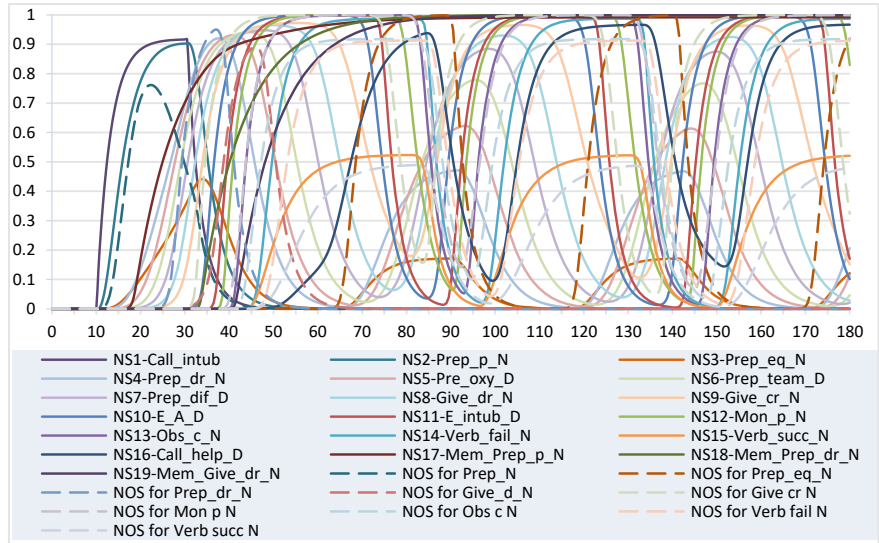 1
0.9
0.8
0.7
0.6
0.5
0.4
0.3
0.2
0.1
0
0 10 20 30 40 50 60 70 80 90 100 110 120 130 140 150 160 170 180
NS1-Call_intub NS2-Prep_p_N NS3-Prep_eq_N
NS4-Prep_dr_N NS5-Pre_oxy_D NS6-Prep_team_D
NS7-Prep_dif_D NS8-Give_dr_N NS9-Give_cr_N
NS10-E_A_D NS11-E_intub_D NS12-Mon_p_N
NS13-Obs_c_N NS14-Verb_fail_N NS15-Verb_succ_N
NS16-Call_help_D NS17-Mem_Prep_p_N NS18-Mem_Prep_dr_N
NS19-Mem_Give_dr_N NOS for Prep_N NOS for Prep_eq_N
NOS for Prep_dr_N NOS for Give_d_N NOS for Give cr N
NOS for Mon p N NOS for Obs c N NOS for Verb fail N
NOS for Verb succ N